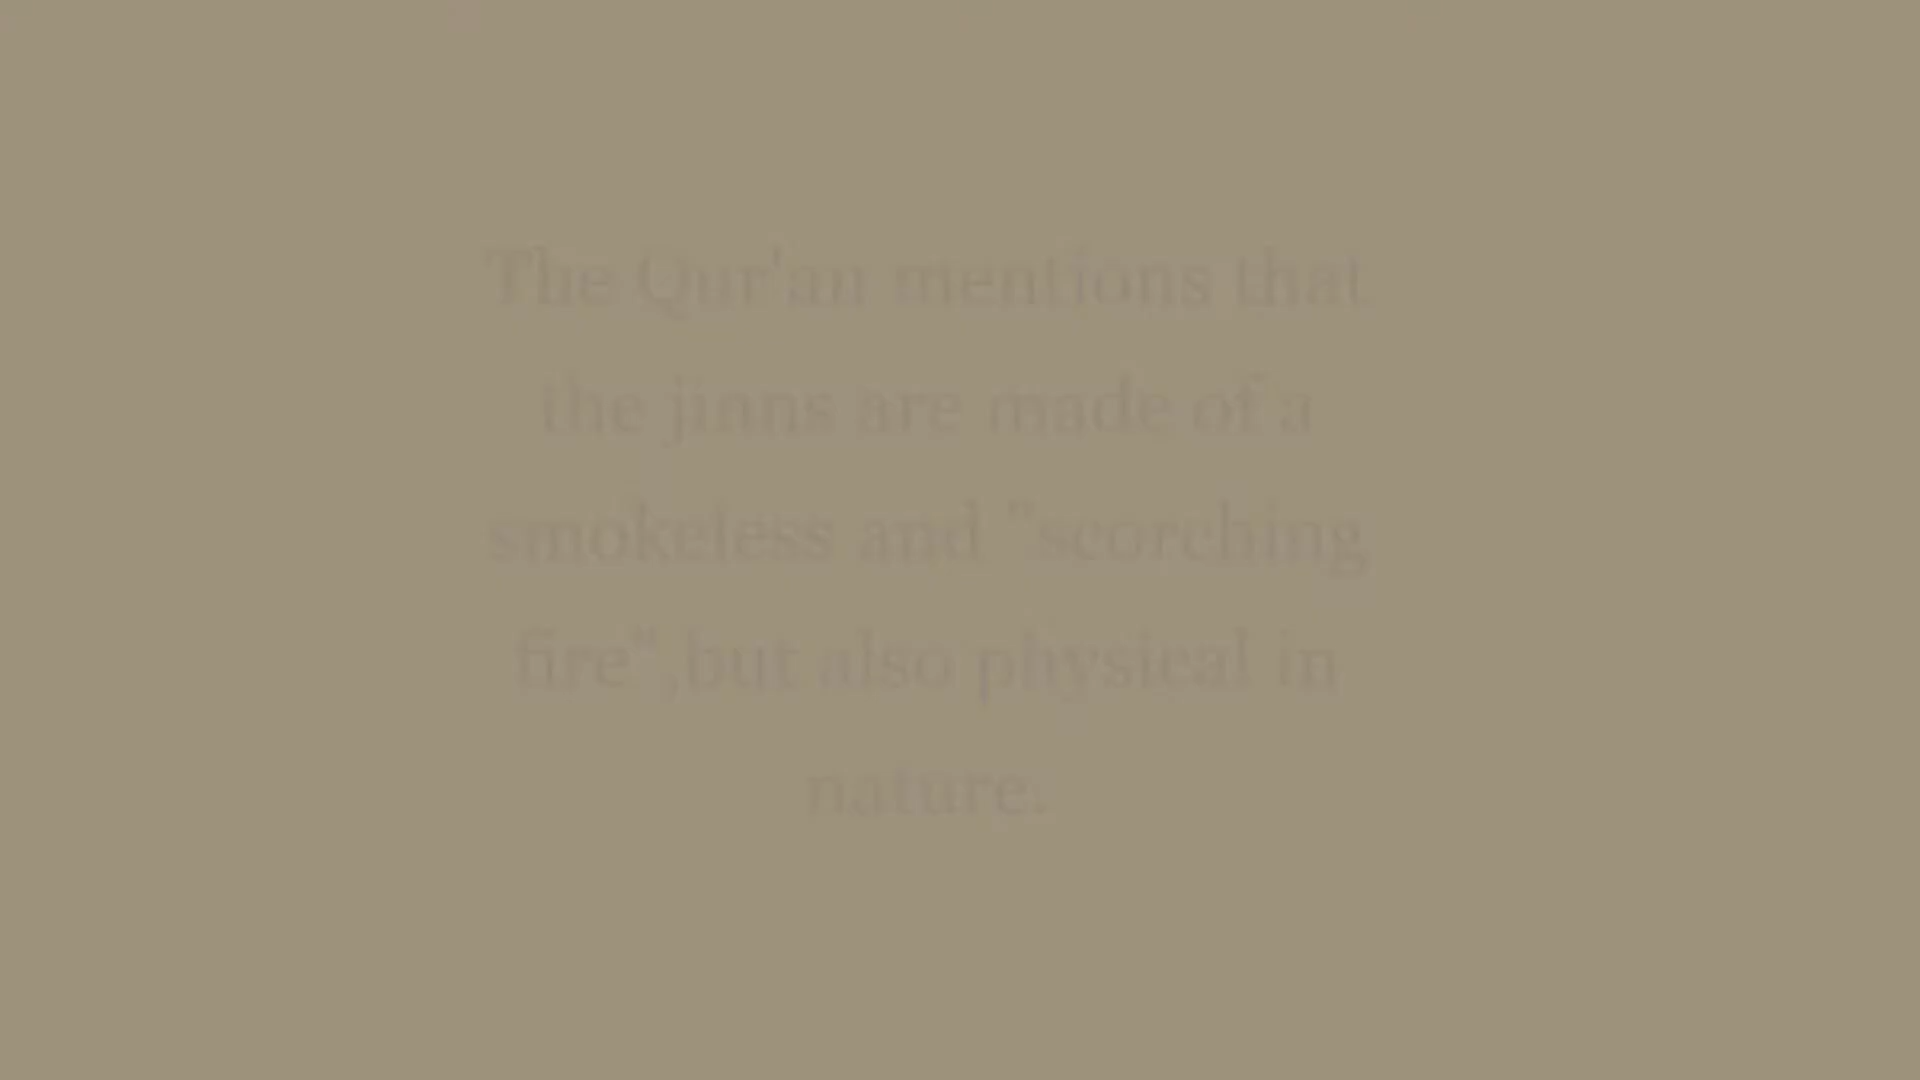 The Qur'an mentions that
the jinns are made of a
smokeless and "scorching
fire",but also physical in
nature.